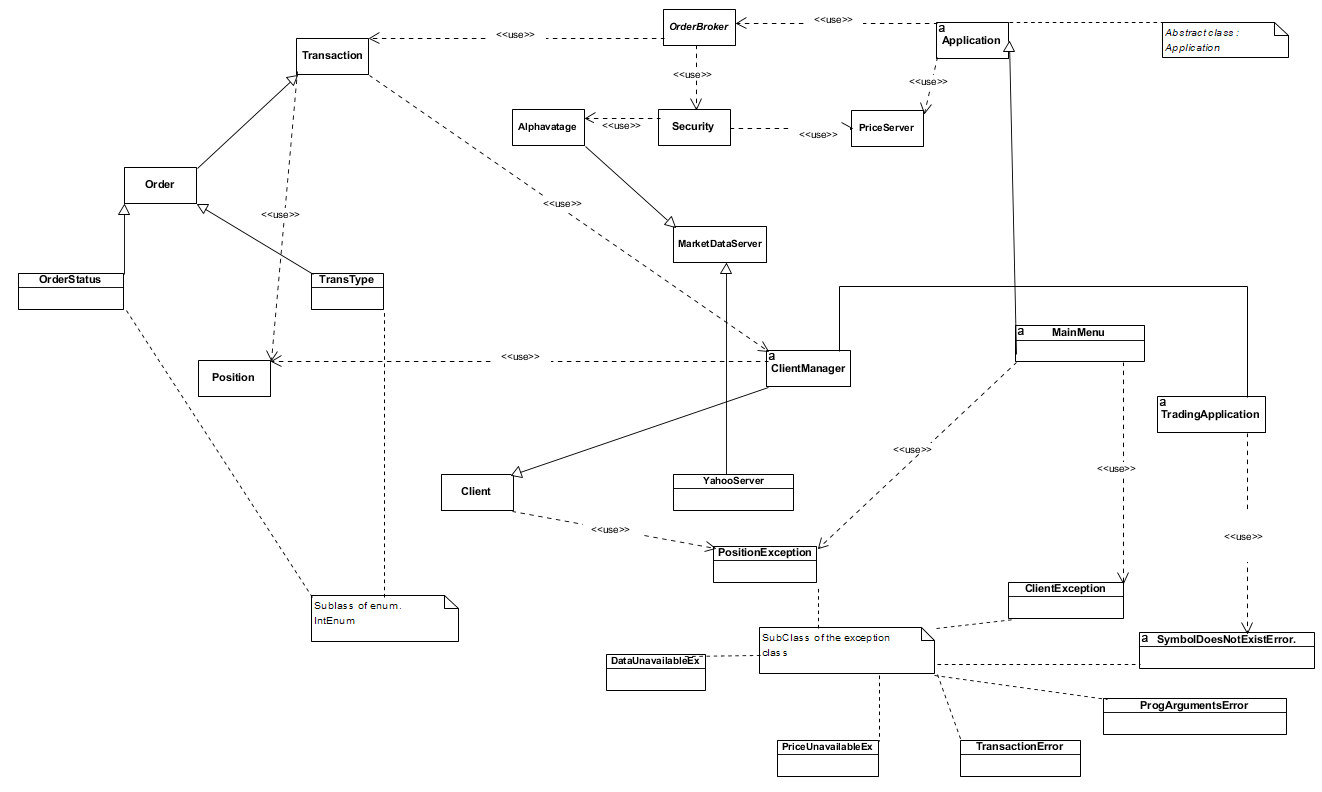 OrderBroker
<<use>>
a
Application
Abstract class :
Application
<<use>>
Transaction
<<use>>
<<use>>
Alphavatage
<<use>>
Security
<<use>>
PriceServer
Order
<<use>>
<<use>>
MarketDataServer
OrderStatus
TransType
a
MainMenu
Position
<<use>>
a
ClientManager
a
TradingApplication
<<use>>
<<use>>
Client
YahooServer
<<use>>
<<use>>
PositionException
ClientException
Sublass of enum.
IntEnum
SubClass of the exception
class
a
SymbolDoesNotExistError.
DataUnavailableEx
ProgArgumentsError
PriceUnavailableEx
TransactionError